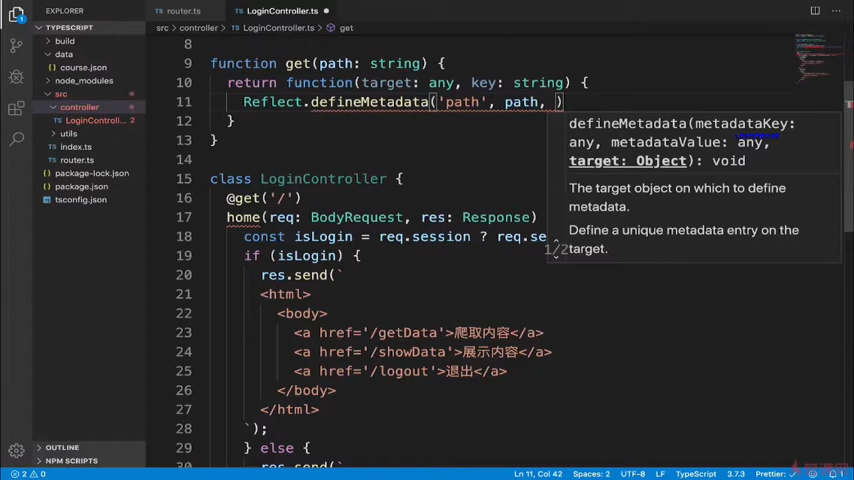 EXPLORER
router.ts
LoginController.ts
TYPESCRIPT
src > controller > LoginController.ts > get
build
data
course.json
node_modules
src
controller
LoginControll... 2
utils
index.ts
router.ts
package-lock.json
package.json
tsconfig.json
OUTLINE
NPM SCRIPTS
8
9 function get(path: string) {
10 return function(target: any, key: string) {
11 Reflect.defineMetadata('path', path, )
12 }
13 }
14
15 class LoginController {
16 @get('/')
17 home(req: BodyRequest, res: Response)
18 const isLogin = req.session ? req.se
19 if (isLogin) {
20 res.send(`
21 <html>
22 <body>
23 <a href='/getData'>爬取内容</a>
24 <a href='/showData'>展示内容</a>
25 <a href='/logout'>退出</a>
26 </body>
27 </html>
28 `);
29 } else {
30 res.send(`
defineMetadata(metadataKey:
any, metadataValue: any,
target: Object): void
The target object on which to define
metadata.
Define a unique metadata entry on the
1/2 target.
1
2 0
Ln 11, Col 42 Spaces: 2 UTF-8 LF TypeScript 3.7.3 Prettier: ✓ 1